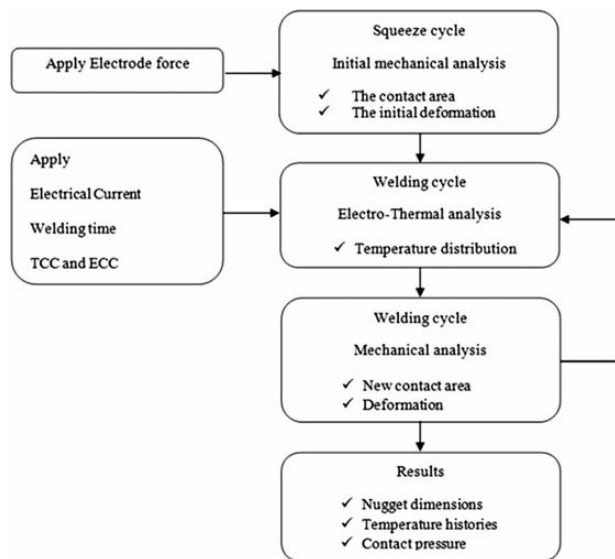 Apply Electrode force
Squeeze cycle
Initial mechanical analysis
✓ The contact area
✓ The initial deformation
Apply
Electrical Current
Welding time
TCC and ECC
Welding cycle
Electro-Thermal analysis
✓ Temperature distribution
Welding cycle
Mechanical analysis
✓ New contact area
✓ Deformation
Results
✓ Nugget dimensions
✓ Temperature histories
✓ Contact pressure